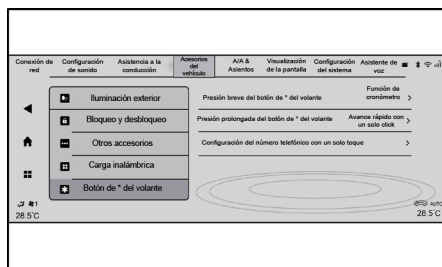 Conexión de red
Configuración de sonido
Asistencia a la conducción
Acesorios del vehículo
A/A & Asientos
Visualización de la pantalla
Configuración del sistema
Asistente de voz
Iluminación exterior
Bloqueo y desbloqueo
Otros accesorios
Carga inalámbrica
Botón de * del volante
Presión breve del botón de * del volante
Función de cronómetro
Presión prolongada del botón de * del volante
Avance rápido con un solo click
Configuración del número telefónico con un solo toque
1
28.5°C
AUTO
28.5°C